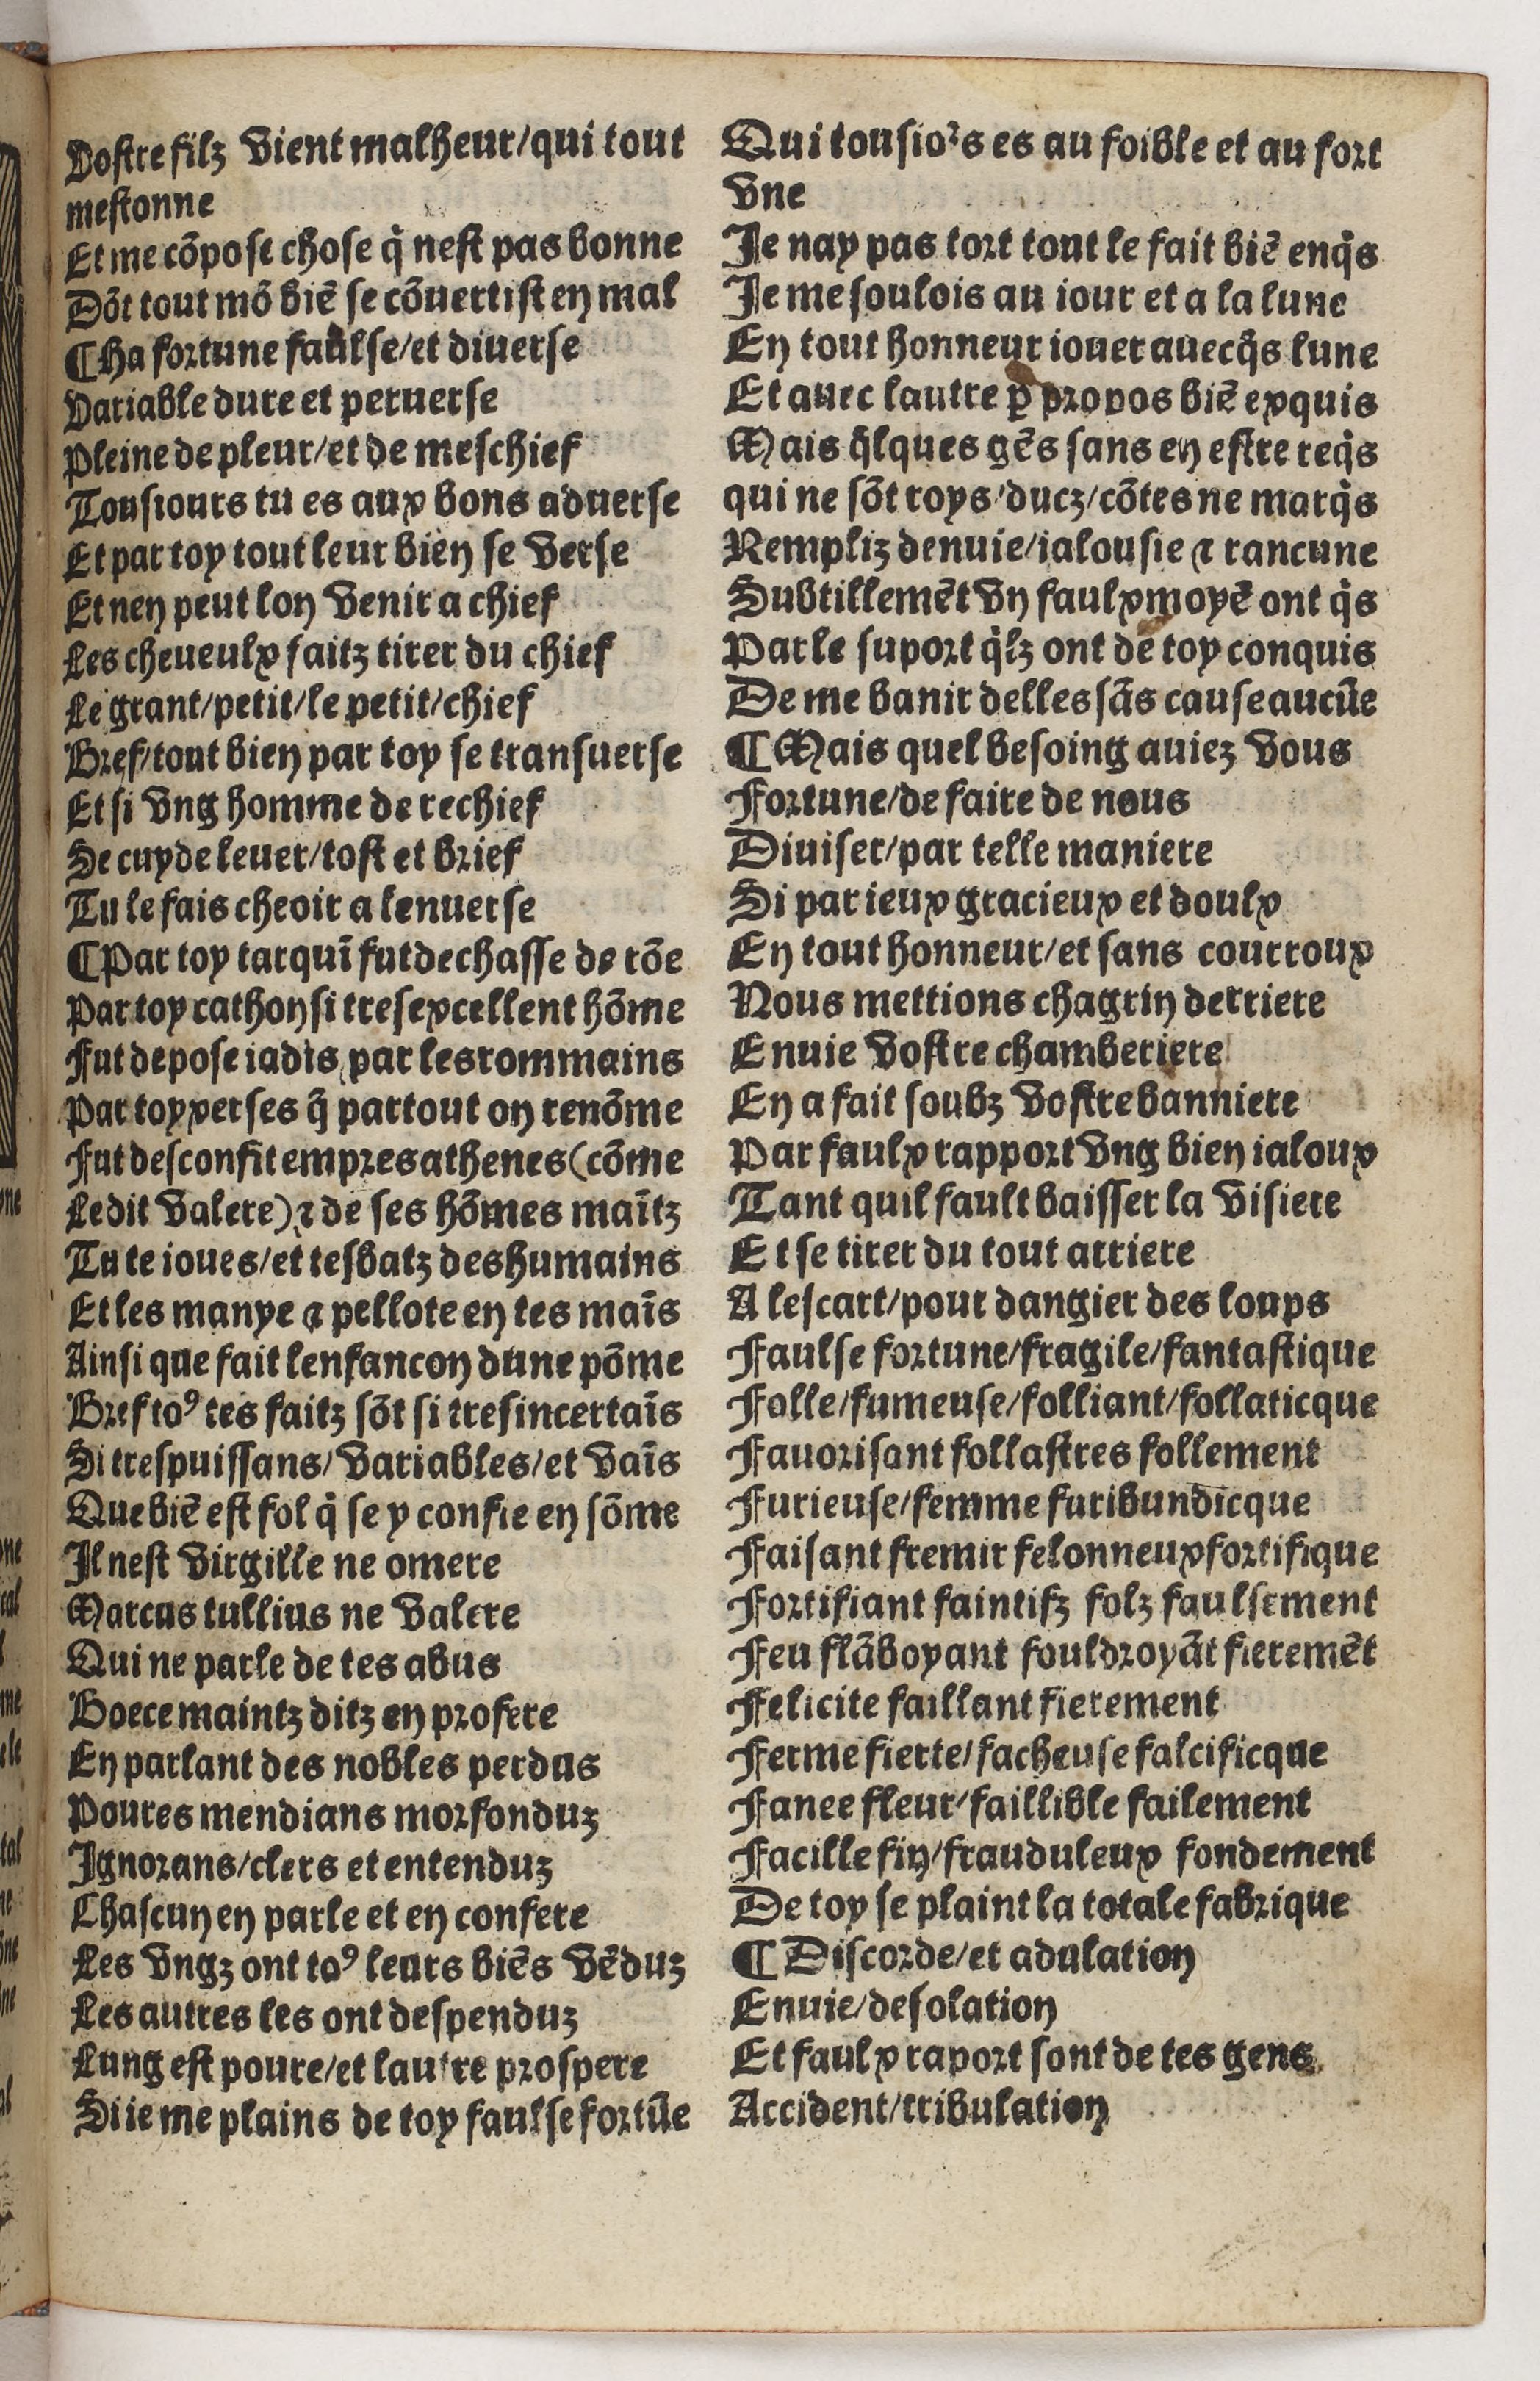 Vostre filz vient malheur/qui tout
mestonne
Et me cõpose chose q̃ nest pas bonne
Dõt tout mõ biẽ se cõuertist en mal
¶Ha fortune faulse/et diuerse
Variable dure et peruerse
Pleine de pleur/et de meschief
Tousiours tu es aux bons aduerse
Et par toy tout leur bien se verse
Et nen peut lon venir a chief
Les cheueulx faitz tirer du chief
Le grant/petit/le petit/chief
Bref/tout bien par toy se transuerse
Et si vng homme de rechief
Se cuyde leuer/tost et brief
Tu le fais cheoir a lenuerse
¶Par toy tarquĩ fut dechasse de rõe
Par toy cathon si tresexcellent hõme
Fut depose iadis par les rommains
Par toy xerses q̃ partout on renõme
Fut desconfit empres athenes (cõme
Le dit valere) ⁊ de ses hõmes maĩtz
Tu te ioues/et tesbatz des humains
Et les manye ⁊ pellote en tes maĩs
Ainsi que fait lenfancon dune põme
Bref toꝰ tes faitz sõt si tresincertaĩs
Si trespuissans/variables/et vaĩs
Que biẽ est fol q̃ se y confie en sõme
Il nest virgille ne omere
Marcus tullius ne valere
Qui ne parle de tes abus
Boece maintz ditz en profere
En parlant des nobles perdus
Poures mendians morfonduz
Ignorans/clers et entenduz
Chascun en parle et en confere
Les vngz ont toꝰ leurs biẽs vẽduz
Les autres les ont despenduz
Lung est poure/et lautre prospere
Si ie me plains de toy faulse fortũe
Qui tousioʳs es au foible et au fort
vne
Je nay pas tort tout le fait biẽ enq̃s
Je me soulois au iour et a la lune
En tout honneur iouer auecq̃s lune
Et auec lautre ꝑ propos biẽ exquis
Mais q̃lques gẽs sans en estre req̃s
qui ne sõt roys/ducz/cõtes ne marq̃s
Rempliz denuie/ialousie ⁊ rancune
Subtillemẽt vn faulx moyẽ ont q̃s
Par le suport q̃lz ont de toy conquis
De me banir delles sãs cause aucũe
¶Mais quel besoing auiez vous
Fortune/de faire de nous
Diuiser/par telle maniere
Si par ieux gracieux et doulx
En tout honneur/et sans courroux
Nous mettions chagrin derriere
Enuie vostre chamberiere
En a fait soubz vostre banniere
Par faulx rapport vng bien ialoux
Tant quil fault baisser la visiere
Et se tirer du tout arriere
A lescart/pour dangier des loups
Faulse fortune/fragile/fantastique
Folle/fumeuse/folliant/follaticque
Fauorisant follastres follement
Furieuse/femme furibundicque
Faisant fremir felonneux fortifique
Fortifiant faintifz folz faulsement
Feu flãboyant fouldroyãt fieremẽt
Felicite faillant fierement
Ferme fierte/facheuse falcificque
Fanee fleur/faillible failement
Facille fin/frauduleux fondement
De toy se plaint la totale fabrique
¶Discorde/et adulation
Enuie/desolation
Et faulx raport sont de tes gens
Accident/tribulation